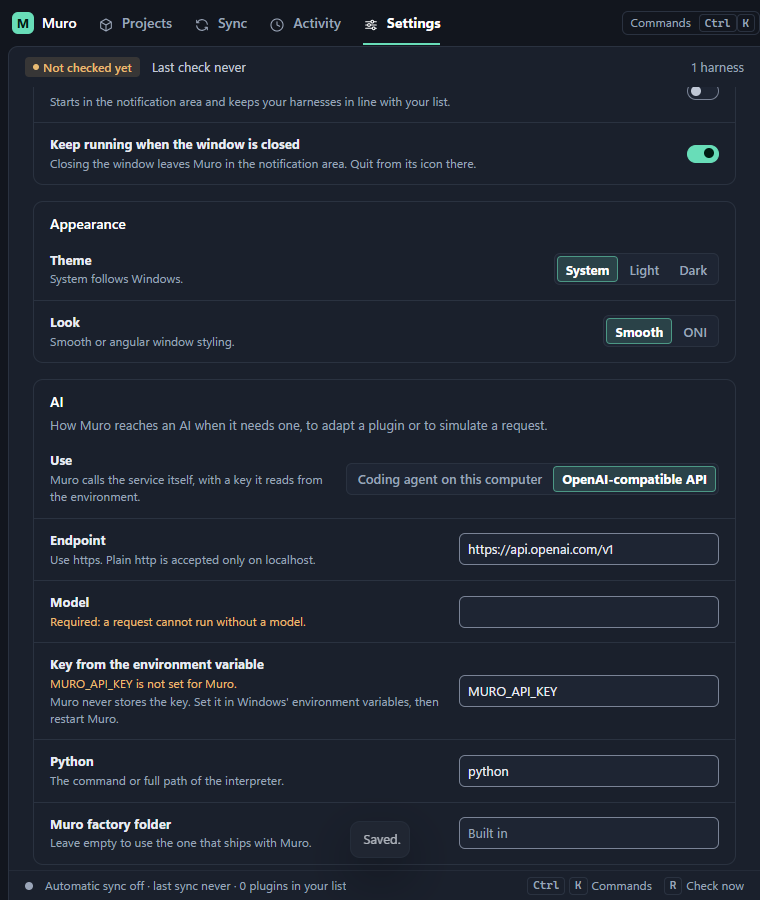 M Muro Projects Sync Activity Settings Commands Ctrl K
Not checked yet Last check never 1 harness
Starts in the notification area and keeps your harnesses in line with your list.
Keep running when the window is closed
Closing the window leaves Muro in the notification area. Quit from its icon there.
Appearance
Theme
System follows Windows.
System Light Dark
Look
Smooth or angular window styling.
Smooth ONI
AI
How Muro reaches an AI when it needs one, to adapt a plugin or to simulate a request.
Use
Muro calls the service itself, with a key it reads from
the environment.
Coding agent on this computer OpenAI-compatible API
Endpoint
Use https. Plain http is accepted only on localhost.
https://api.openai.com/v1
Model
Required: a request cannot run without a model.
Key from the environment variable
MURO_API_KEY is not set for Muro.
Muro never stores the key. Set it in Windows' environment variables, then
restart Muro.
MURO_API_KEY
Python
The command or full path of the interpreter.
python
Muro factory folder
Leave empty to use the one that ships with Muro.
Built in
Saved.
Automatic sync off · last sync never · 0 plugins in your list Ctrl K Commands R Check now